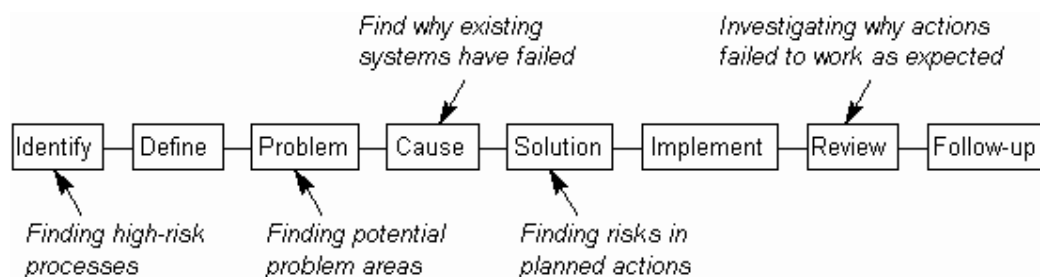 Find why existing
systems have failed
Investigating why actions
failed to work as expected
Identify
Define
Problem
Cause
Solution
Implement
Review
Follow-up
Finding high-risk
processes
Finding potential
problem areas
Finding risks in
planned actions